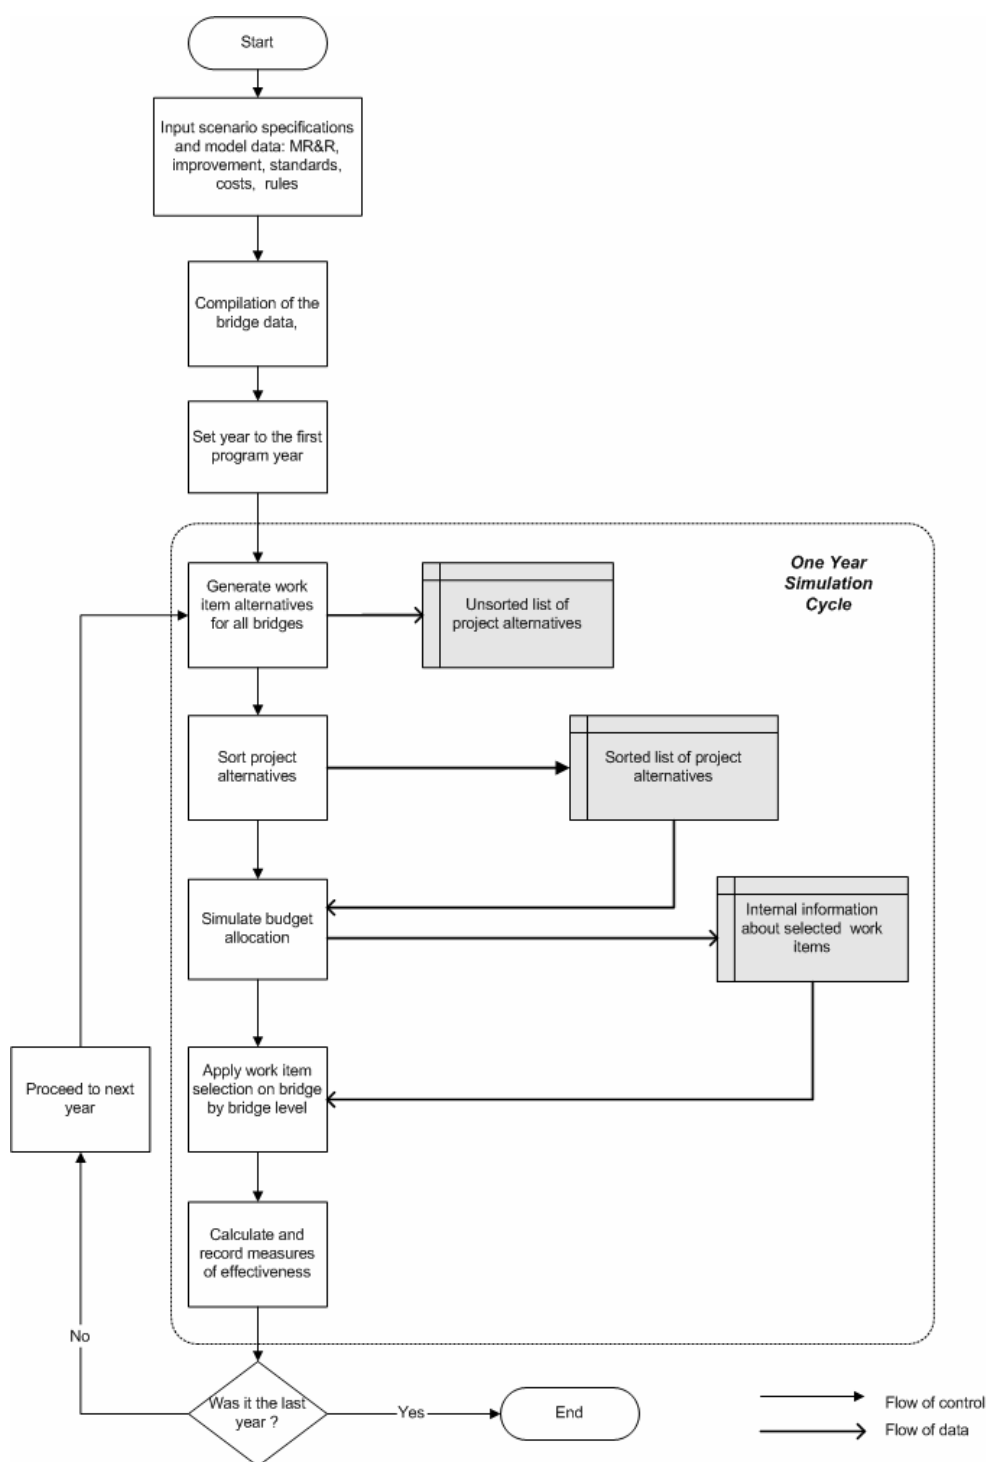 Start
Input scenario specifications
and model data: MR&R,
improvement, standards,
costs, rules
Compilation of the
bridge data,
Set year to the first
program year
One Year
Simulation
Cycle
Generate work
item alternatives
for all bridges
Unsorted list of
project alternatives
Sort project
alternatives
Sorted list of project
alternatives
Simulate budget
allocation
Internal information
about selected work
items
Apply work item
selection on bridge
by bridge level
Proceed to next
year
Calculate and
record measures
of effectiveness
No
Was it the last
year ?
Yes
End
Flow of control
Flow of data